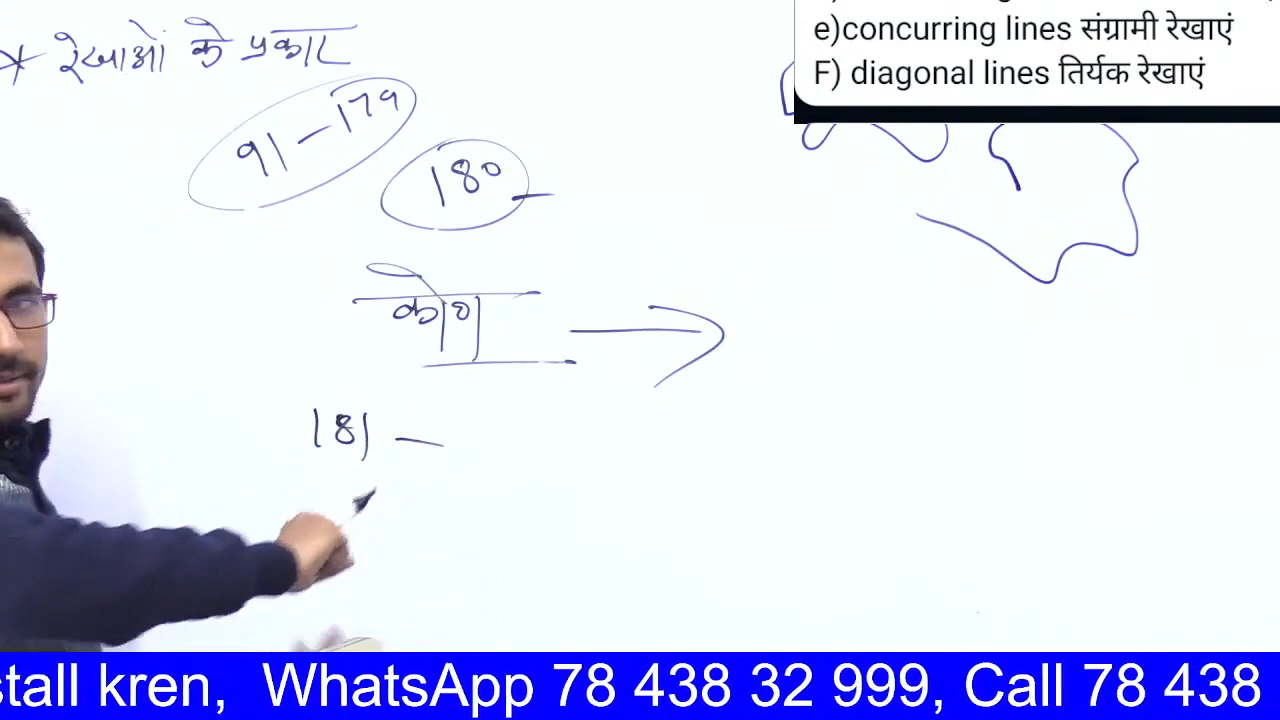 * रेखाओं के प्रकार
91 – 179
180 –
181 –
e)concurring lines संग्रामी रेखाएं
F) diagonal lines तिर्यक रेखाएं
stall kren, WhatsApp 78 438 32 999, Call 78 438